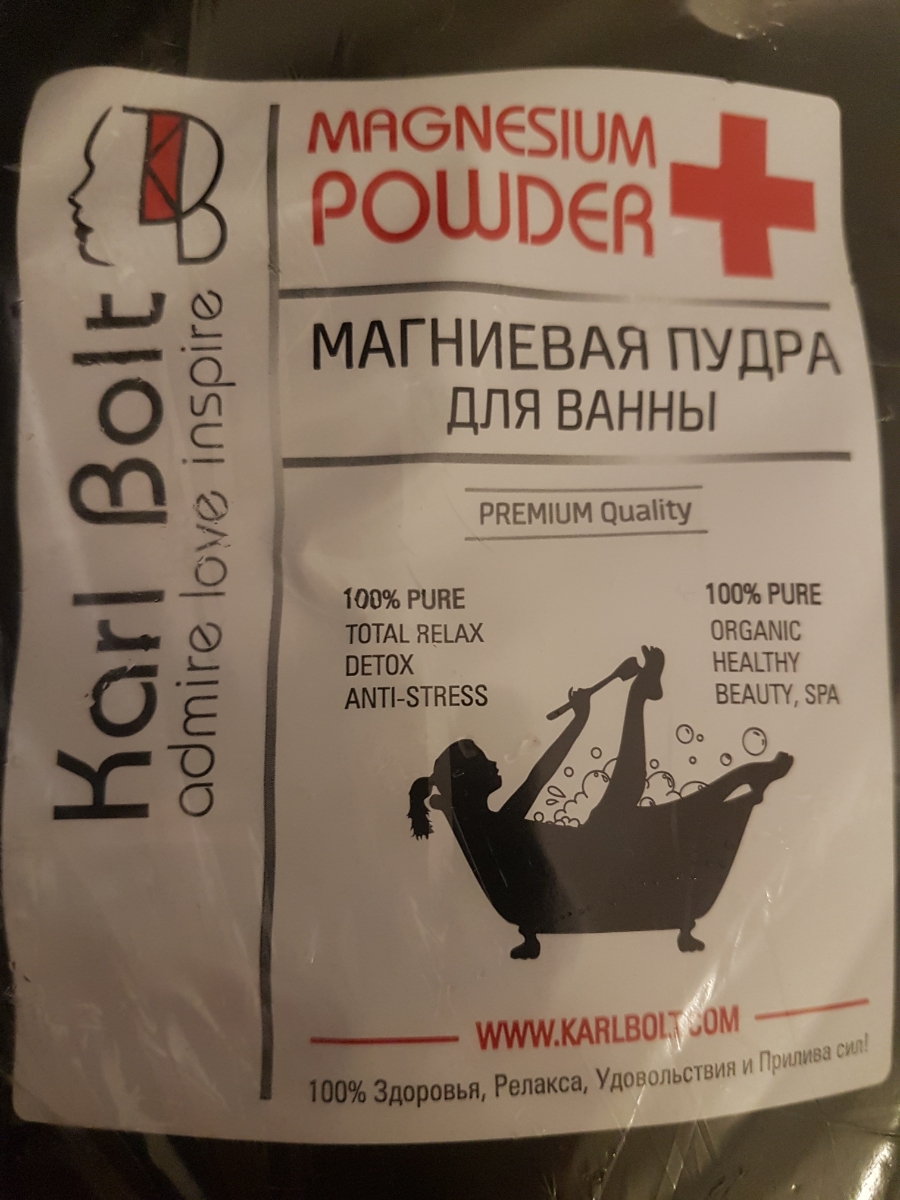 Karl Bolt
admire love inspire
MAGNESIUM
POWDER
МАГНИЕВАЯ ПУДРА
ДЛЯ ВАННЫ
PREMIUM Quality
100% PURE
TOTAL RELAX
DETOX
ANTI-STRESS
100% PURE
ORGANIC
HEALTHY
BEAUTY, SPA
WWW.KARLBOLT.COM
100% Здоровья, Релакса, Удовольствия и Прилива сил!